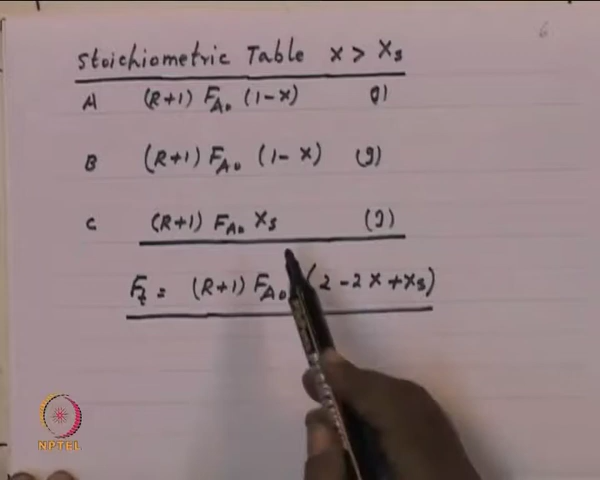 Stoichiometric Table X > Xs
A (R+1) FA0 (1-X) (g)
B (R+1) FA0 (1-X) (g)
C (R+1) FA0 Xs (g)
Ft = (R+1) FA0 (2-2X+Xs)
6
NPTEL